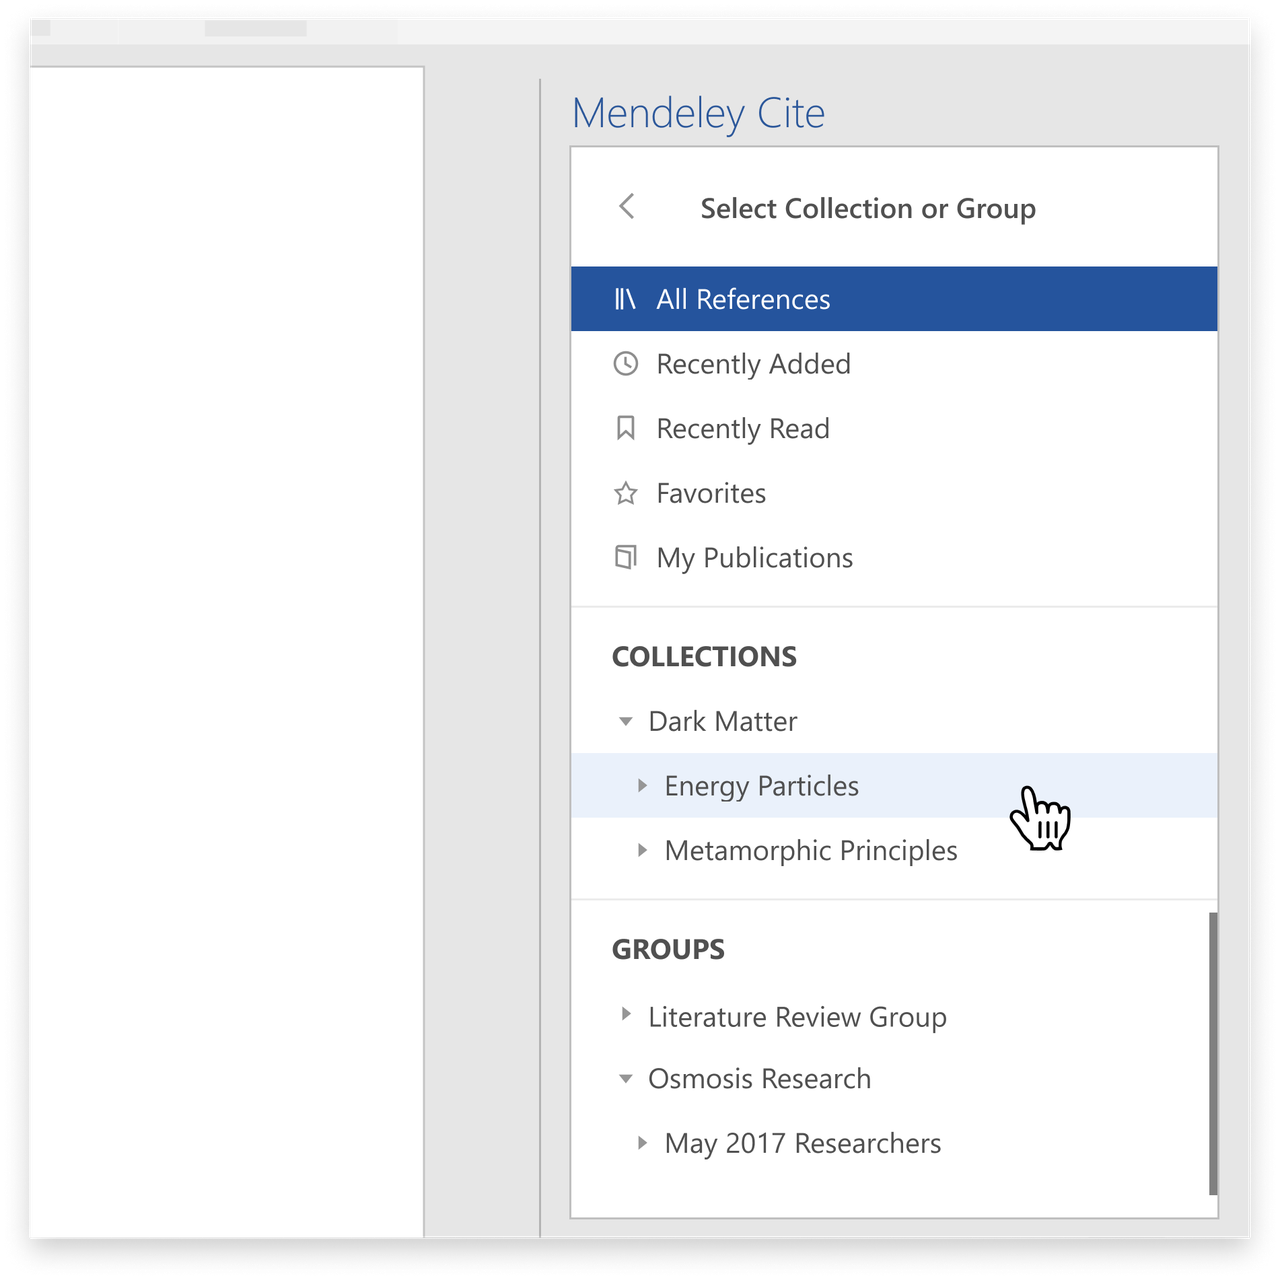 Mendeley Cite
Select Collection or Group
All References
Recently Added
Recently Read
Favorites
My Publications
COLLECTIONS
Dark Matter
Energy Particles
Metamorphic Principles
GROUPS
Literature Review Group
Osmosis Research
May 2017 Researchers